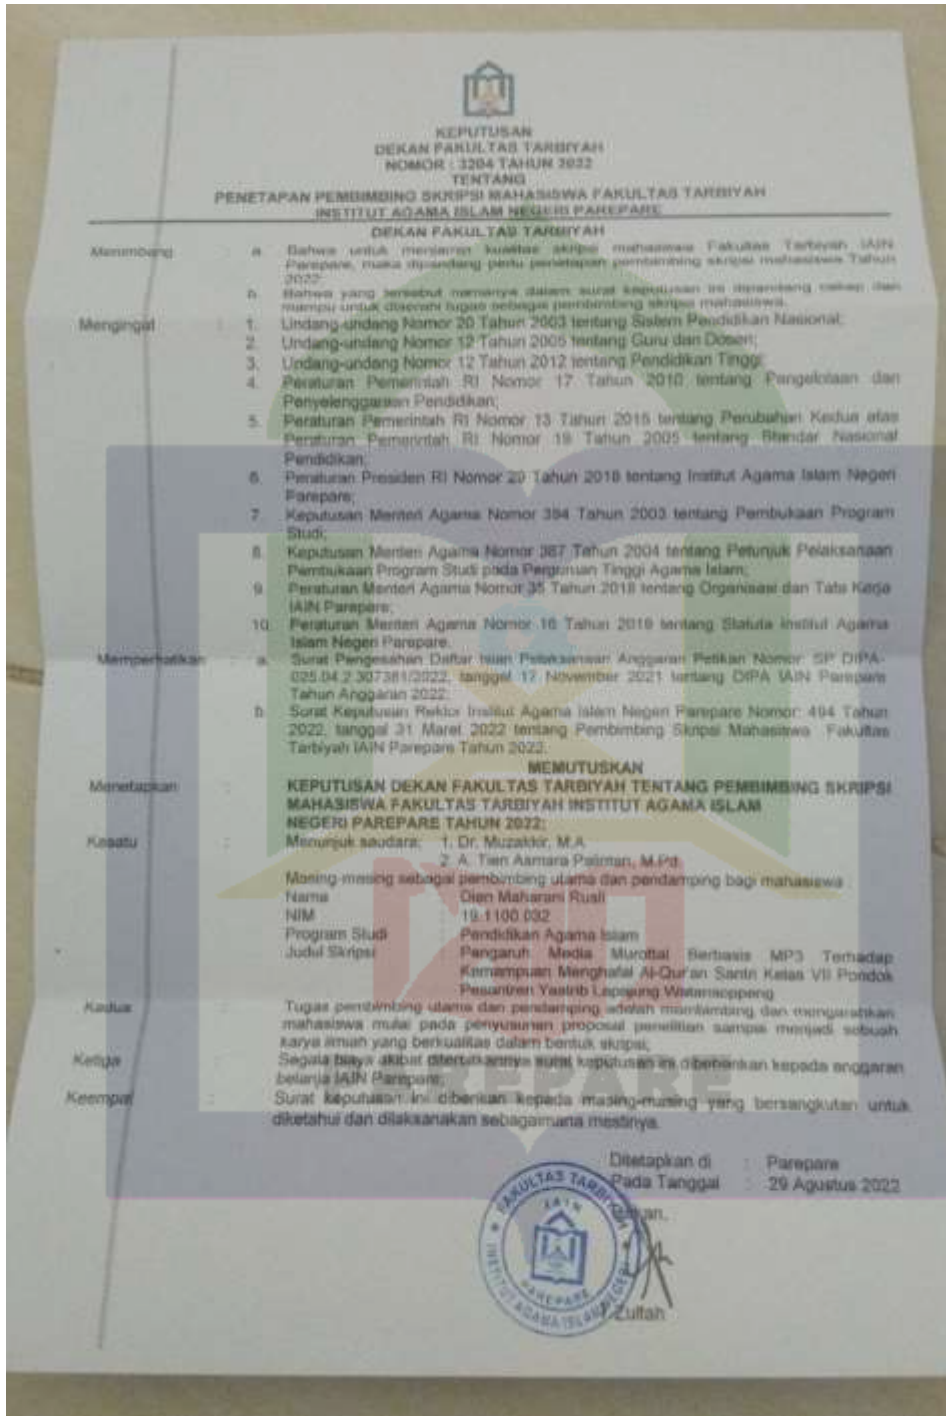 KEPUTUSAN
DEKAN FAKULTAS TARBIYAH
NOMOR : 3204 TAHUN 2022
TENTANG
PENETAPAN PEMBIMBING SKRIPSI MAHASISWA FAKULTAS TARBIYAH
INSTITUT AGAMA ISLAM NEGERI PAREPARE
DEKAN FAKULTAS TARBIYAH
Menimbang : a. Bahwa untuk menjamin kualitas skripsi mahasiswa Fakultas Tarbiyah IAIN
Parepare, maka dipandang perlu penetapan pembimbing skripsi mahasiswa Tahun
2022;
b. Bahwa yang tersebut namanya dalam surat keputusan ini dipandang cakap dan
mampu untuk diserahi tugas sebagai pembimbing skripsi mahasiswa.
Mengingat : 1. Undang-undang Nomor 20 Tahun 2003 tentang Sistem Pendidikan Nasional;
2. Undang-undang Nomor 12 Tahun 2005 tentang Guru dan Dosen;
3. Undang-undang Nomor 12 Tahun 2012 tentang Pendidikan Tinggi;
4. Peraturan Pemerintah RI Nomor 17 Tahun 2010 tentang Pengelolaan dan
Penyelenggaraan Pendidikan;
5. Peraturan Pemerintah RI Nomor 13 Tahun 2015 tentang Perubahan Kedua atas
Peraturan Pemerintah RI Nomor 19 Tahun 2005 tentang Standar Nasional
Pendidikan;
6. Peraturan Presiden RI Nomor 29 Tahun 2018 tentang Institut Agama Islam Negeri
Parepare;
7. Keputusan Menteri Agama Nomor 394 Tahun 2003 tentang Pembukaan Program
Studi;
8. Keputusan Menteri Agama Nomor 387 Tahun 2004 tentang Petunjuk Pelaksanaan
Pembukaan Program Studi pada Perguruan Tinggi Agama Islam;
9. Peraturan Menteri Agama Nomor 35 Tahun 2018 tentang Organisasi dan Tata Kerja
IAIN Parepare;
10. Peraturan Menteri Agama Nomor 16 Tahun 2019 tentang Statuta Institut Agama
Islam Negeri Parepare.
Memperhatikan : a. Surat Pengesahan Daftar Isian Pelaksanaan Anggaran Petikan Nomor: SP DIPA-
025.04.2.307381/2022, tanggal 17 November 2021 tentang DIPA IAIN Parepare
Tahun Anggaran 2022;
b. Surat Keputusan Rektor Institut Agama Islam Negeri Parepare Nomor: 494 Tahun
2022, tanggal 31 Maret 2022 tentang Pembimbing Skripsi Mahasiswa Fakultas
Tarbiyah IAIN Parepare Tahun 2022.
MEMUTUSKAN
Menetapkan : KEPUTUSAN DEKAN FAKULTAS TARBIYAH TENTANG PEMBIMBING SKRIPSI
MAHASISWA FAKULTAS TARBIYAH INSTITUT AGAMA ISLAM
NEGERI PAREPARE TAHUN 2022;
Kesatu : Menunjuk saudara: 1. Dr. Muzakkir, M.A
2. A. Tien Asmara Palintan, M.Pd.
Masing-masing sebagai pembimbing utama dan pendamping bagi mahasiswa :
Nama : Dien Maharani Rusli
NIM : 19.1100.032
Program Studi : Pendidikan Agama Islam
Judul Skripsi : Pengaruh Media Murottal Berbasis MP3 Terhadap
Kemampuan Menghafal Al-Qur'an Santri Kelas VII Pondok
Pesantren Yasrib Lapajung Watansoppeng
Kedua : Tugas pembimbing utama dan pendamping adalah membimbing dan mengarahkan
mahasiswa mulai pada penyusunan proposal penelitian sampai menjadi sebuah
karya ilmiah yang berkualitas dalam bentuk skripsi;
Ketiga : Segala biaya akibat diterbitkannya surat keputusan ini dibebankan kepada anggaran
belanja IAIN Parepare;
PAREPARE
Keempat : Surat keputusan ini diberikan kepada masing-masing yang bersangkutan untuk
diketahui dan dilaksanakan sebagaimana mestinya.
Ditetapkan di : Parepare
Pada Tanggal : 29 Agustus 2022
FAKULTAS TARBIYAH
IAIN
PAREPARE
INSTITUT AGAMA ISLAM NEGERI
Zulfah